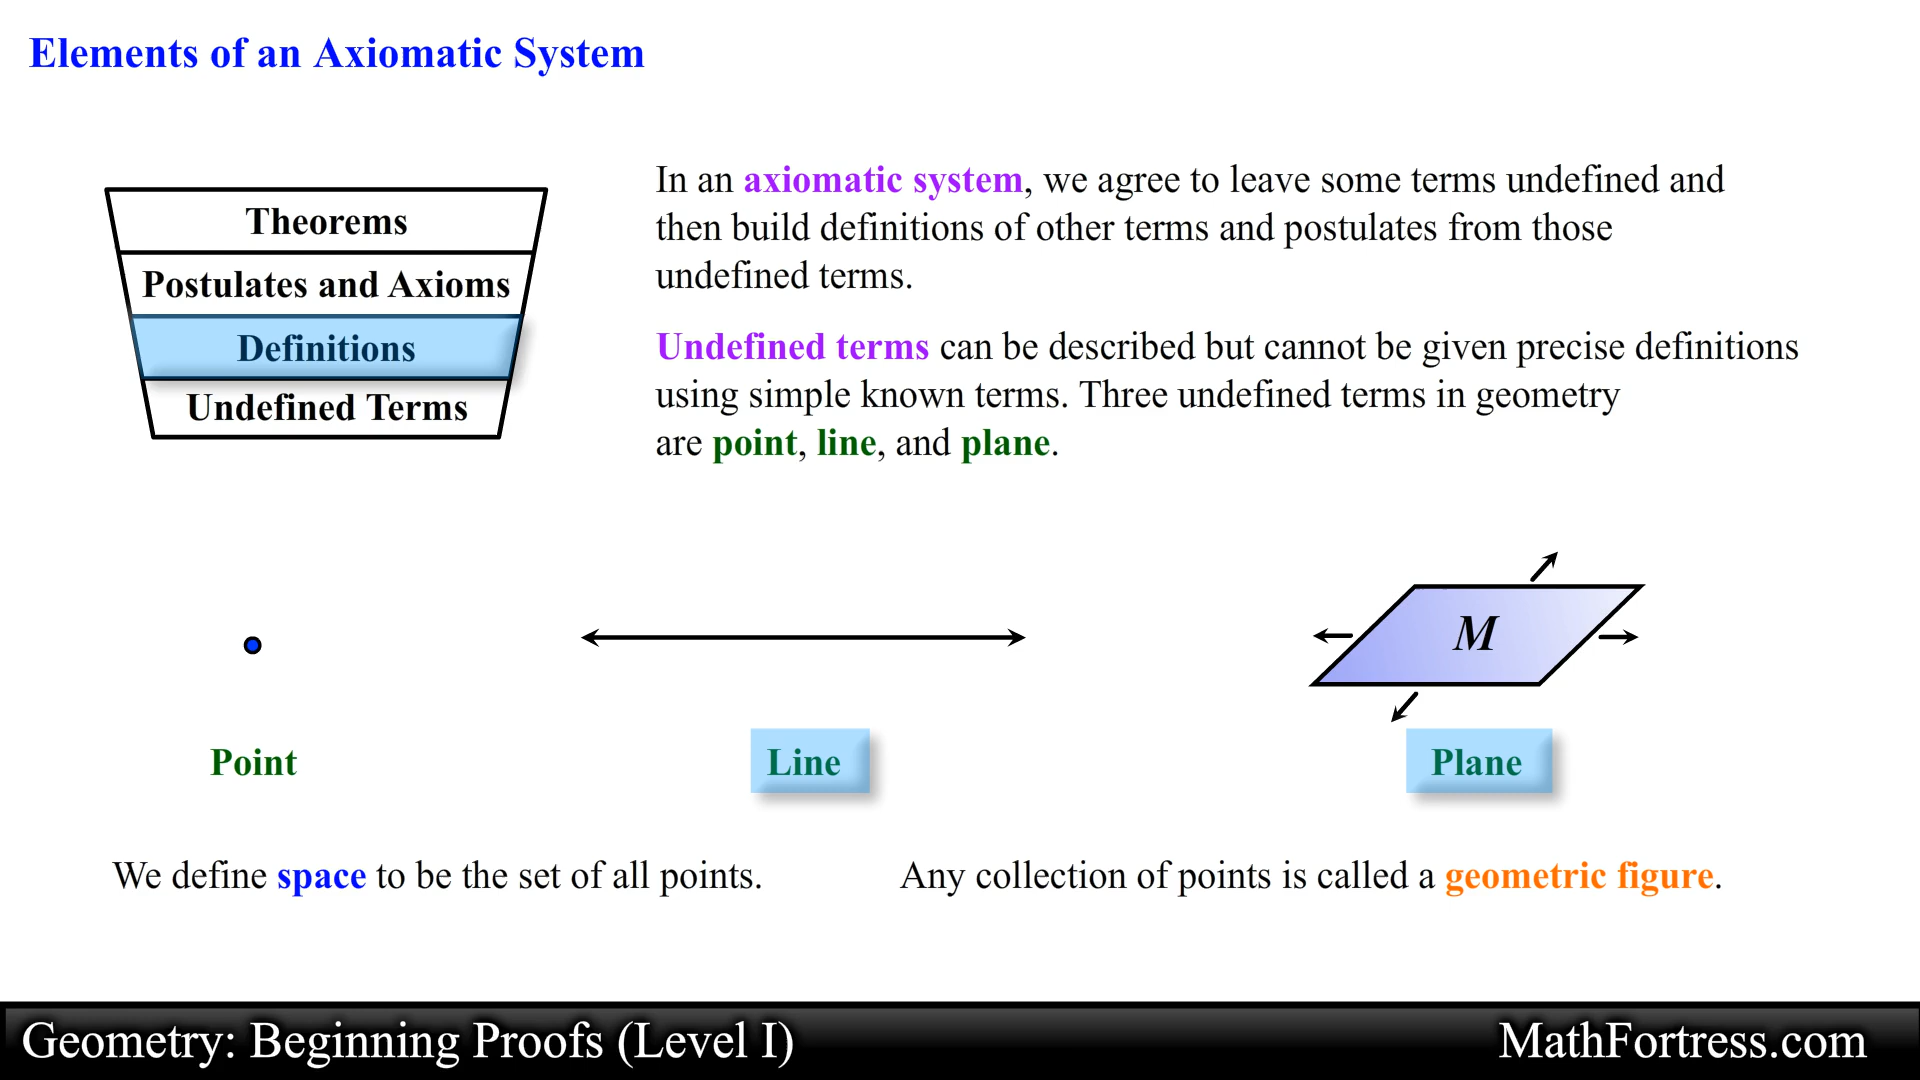 Elements of an Axiomatic System
Theorems
Postulates and Axioms
Definitions
Undefined Terms
In an axiomatic system, we agree to leave some terms undefined and
then build definitions of other terms and postulates from those
undefined terms.
Undefined terms can be described but cannot be given precise definitions
using simple known terms. Three undefined terms in geometry
are point, line, and plane.
M
Point
Line
Plane
We define space to be the set of all points.
Any collection of points is called a geometric figure.
Geometry: Beginning Proofs (Level I)
MathFortress.com